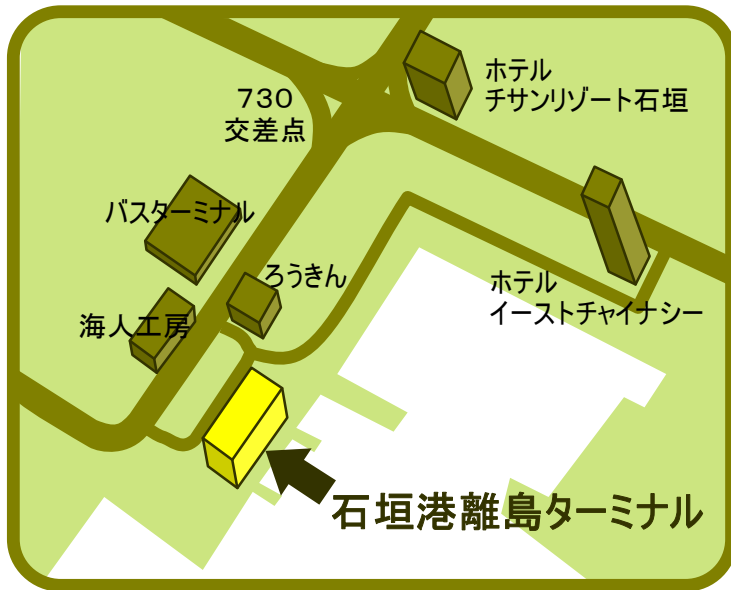 ホテル
チサンリゾート石垣
730
交差点
バスターミナル
ろうきん
ホテル
イーストチャイナシー
海人工房
石垣港離島ターミナル